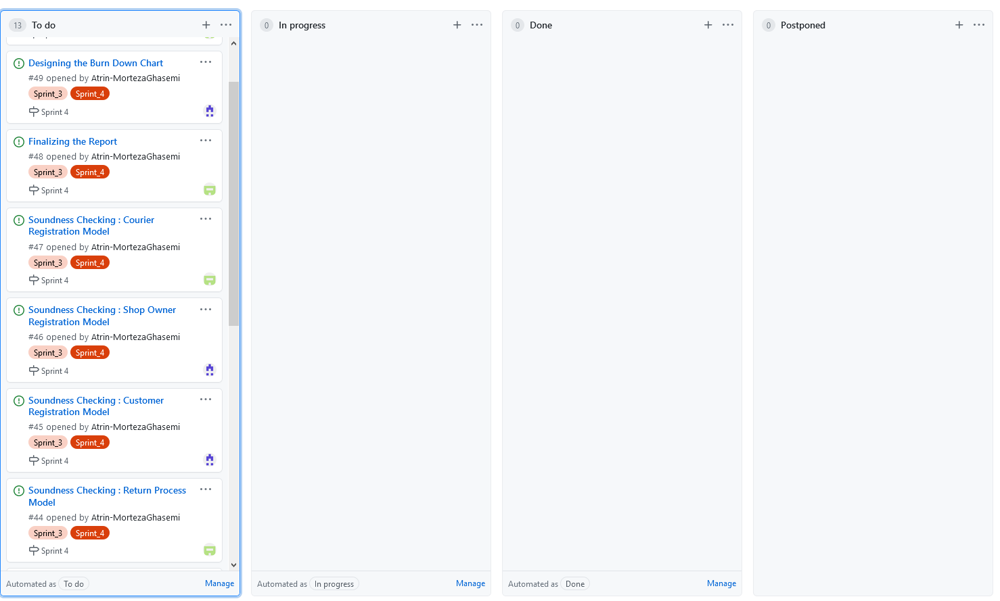 13 To do
Designing the Burn Down Chart
#49 opened by Atrin-MortezaGhasemi
Sprint_3 Sprint_4
Sprint 4
Finalizing the Report
#48 opened by Atrin-MortezaGhasemi
Sprint_3 Sprint_4
Sprint 4
Soundness Checking : Courier
Registration Model
#47 opened by Atrin-MortezaGhasemi
Sprint_3 Sprint_4
Sprint 4
Soundness Checking : Shop Owner
Registration Model
#46 opened by Atrin-MortezaGhasemi
Sprint_3 Sprint_4
Sprint 4
Soundness Checking : Customer
Registration Model
#45 opened by Atrin-MortezaGhasemi
Sprint_3 Sprint_4
Sprint 4
Soundness Checking : Return Process
Model
#44 opened by Atrin-MortezaGhasemi
Sprint_3 Sprint_4
Sprint 4
Automated as To do Manage
0 In progress
Automated as In progress Manage
0 Done
Automated as Done Manage
0 Postponed